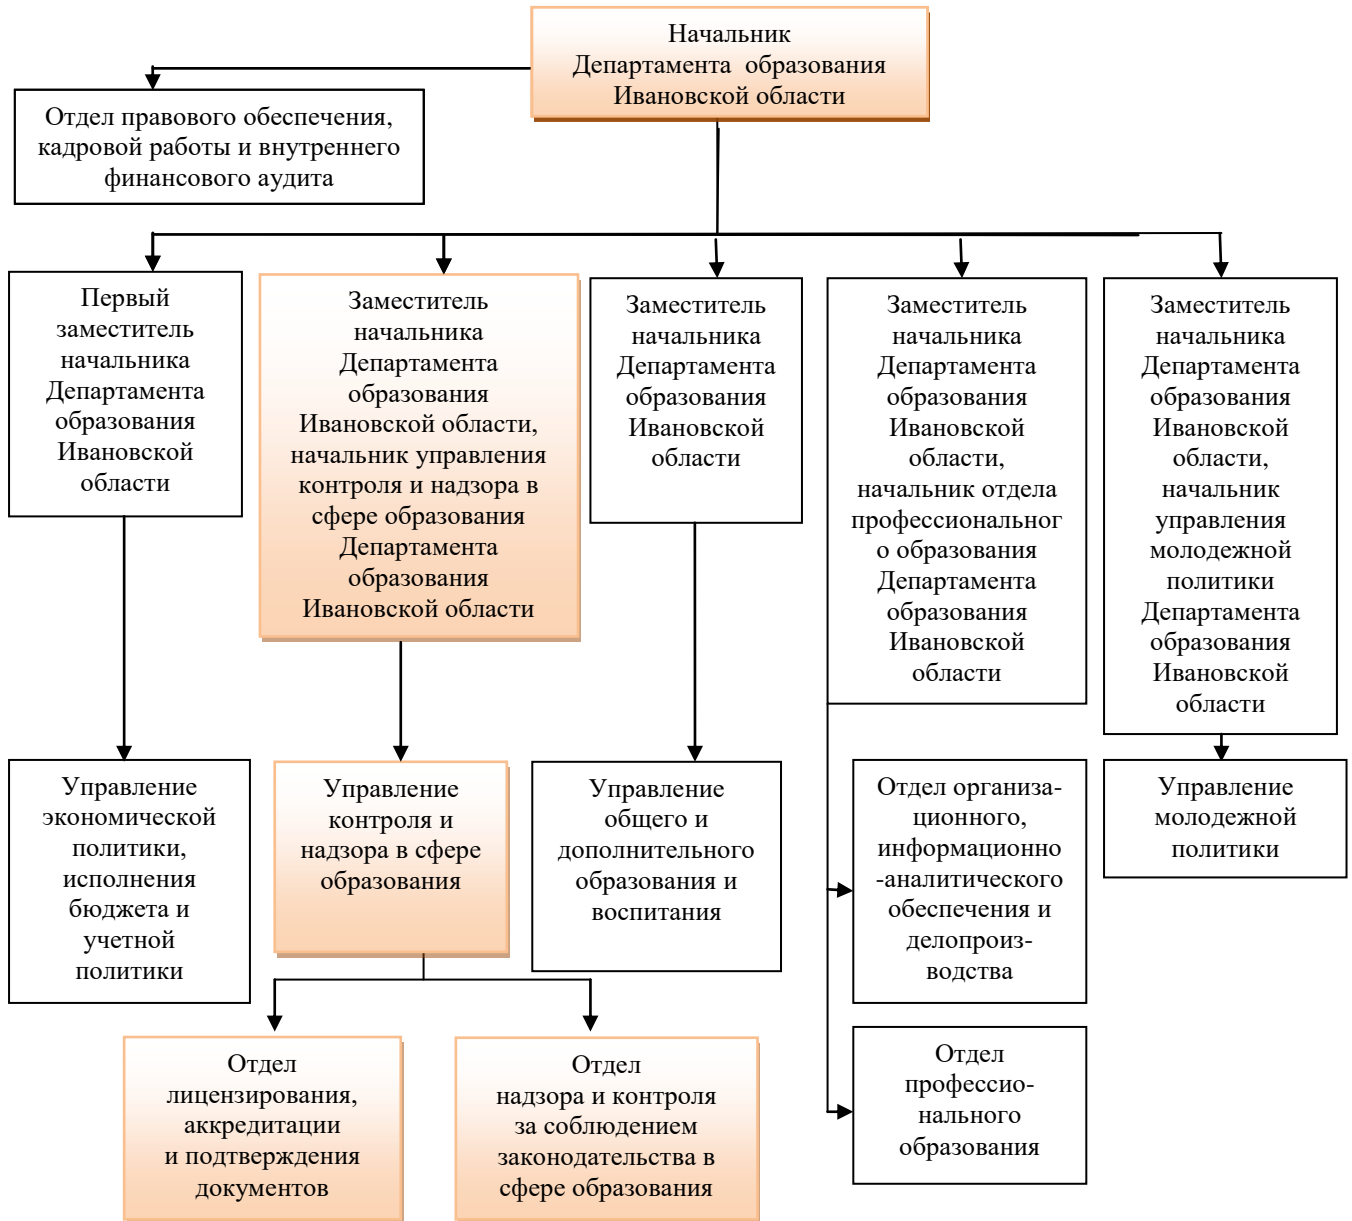 Начальник
Департамента образования
Ивановской области
Отдел правового обеспечения,
кадровой работы и внутреннего
финансового аудита
Первый
заместитель
начальника
Департамента
образования
Ивановской
области
Заместитель
начальника
Департамента
образования
Ивановской области,
начальник управления
контроля и надзора в
сфере образования
Департамента
образования
Ивановской области
Заместитель
начальника
Департамента
образования
Ивановской
области
Заместитель
начальника
Департамента
образования
Ивановской
области,
начальник отдела
профессиональног
о образования
Департамента
образования
Ивановской
области
Заместитель
начальника
Департамента
образования
Ивановской
области,
начальник
управления
молодежной
политики
Департамента
образования
Ивановской
области
Управление
экономической
политики,
исполнения
бюджета и
учетной
политики
Управление
контроля и
надзора в сфере
образования
Управление
общего и
дополнительного
образования и
воспитания
Отдел организа-
ционного,
информационно
-аналитического
обеспечения и
делопроиз-
водства
Управление
молодежной
политики
Отдел
лицензирования,
аккредитации
и подтверждения
документов
Отдел
надзора и контроля
за соблюдением
законодательства в
сфере образования
Отдел
профессио-
нального
образования